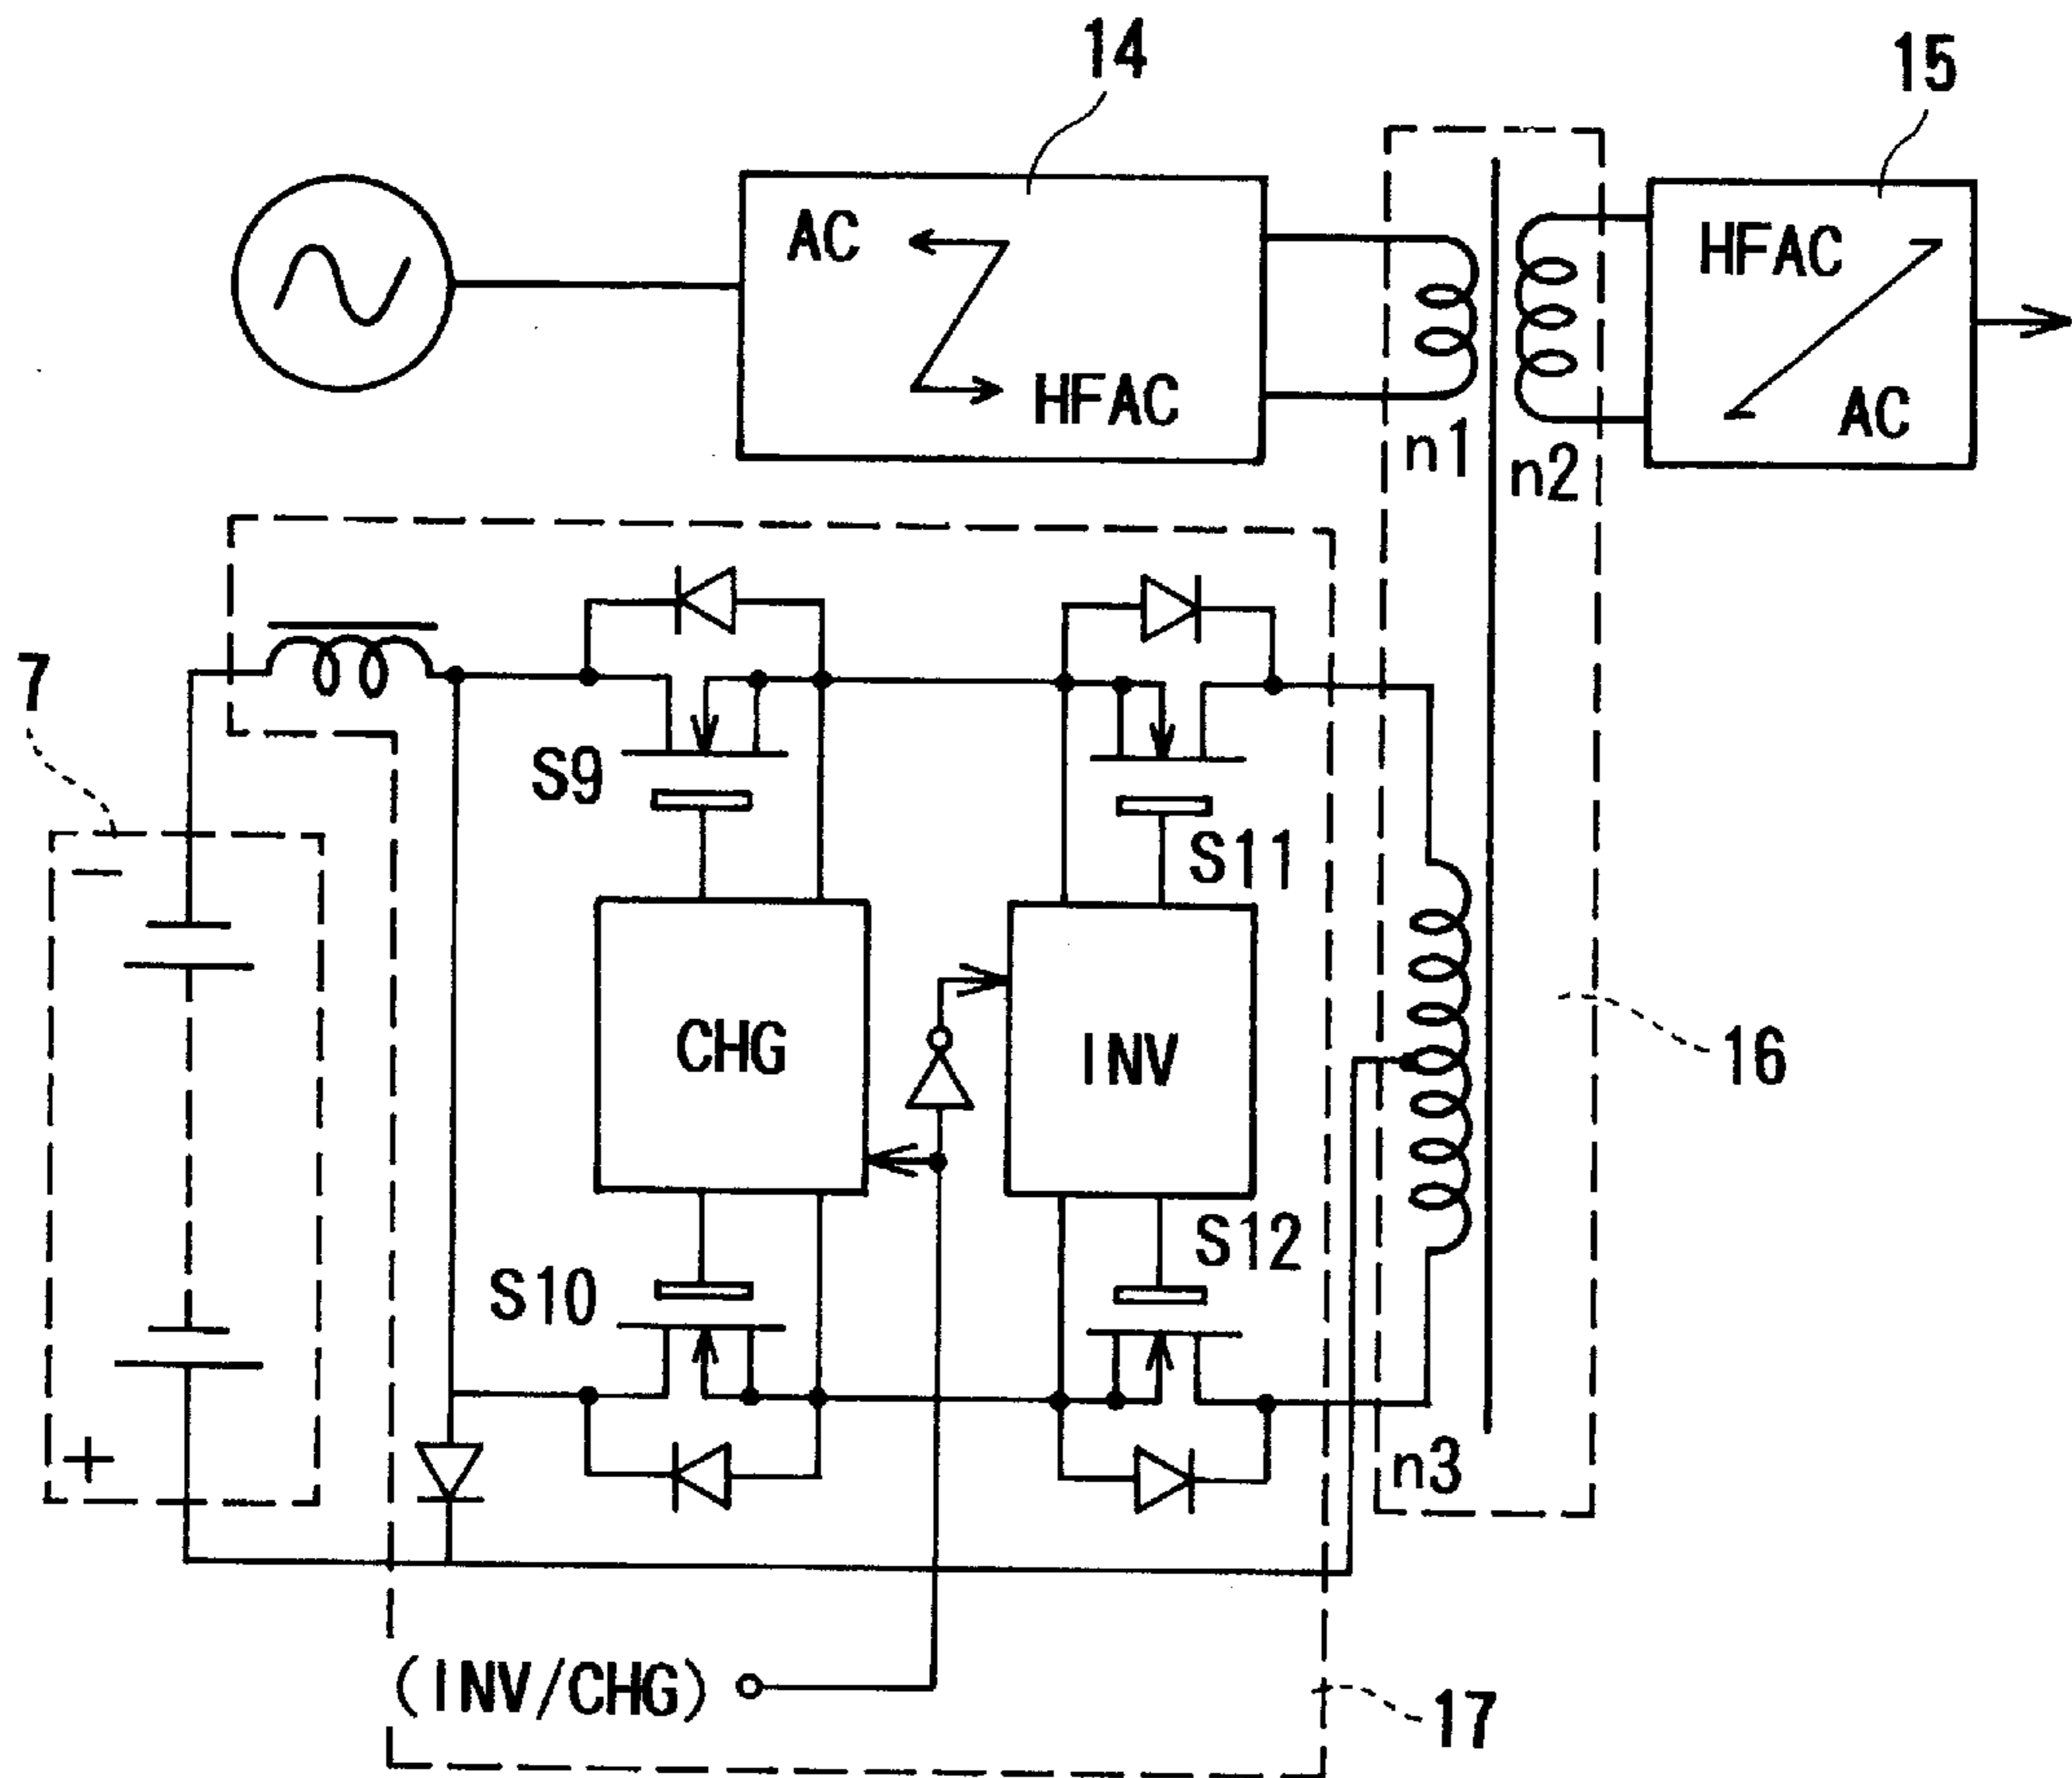 14
15
AC
HFAC
HFAC
AC
n1
n2
7
S9
S11
−
CHG
INV
16
S12
S10
+
n3
(INV/CHG)
17